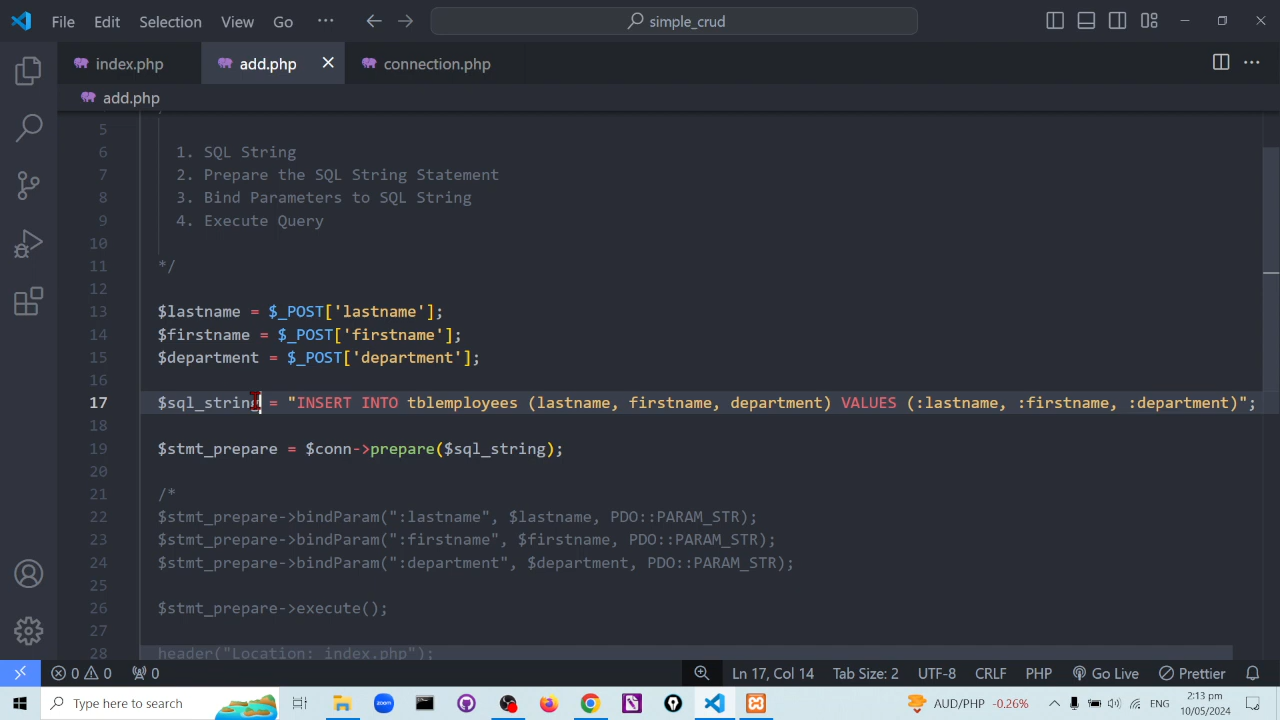 File Edit Selection View Go ··· simple_crud
index.php add.php connection.php
add.php
5
6 1. SQL String
7 2. Prepare the SQL String Statement
8 3. Bind Parameters to SQL String
9 4. Execute Query
10
11 */
12
13 $lastname = $_POST['lastname'];
14 $firstname = $_POST['firstname'];
15 $department = $_POST['department'];
16
17 $sql_string = "INSERT INTO tblemployees (lastname, firstname, department) VALUES (:lastname, :firstname, :department)";
18
19 $stmt_prepare = $conn->prepare($sql_string);
20
21 /*
22 $stmt_prepare->bindParam(":lastname", $lastname, PDO::PARAM_STR);
23 $stmt_prepare->bindParam(":firstname", $firstname, PDO::PARAM_STR);
24 $stmt_prepare->bindParam(":department", $department, PDO::PARAM_STR);
25
26 $stmt_prepare->execute();
27
28 header("Location: index.php");
0 0 0 Ln 17, Col 14 Tab Size: 2 UTF-8 CRLF PHP Go Live Prettier
Type here to search zoom AUD/PHP -0.26% ENG 2:13 pm
10/05/2024